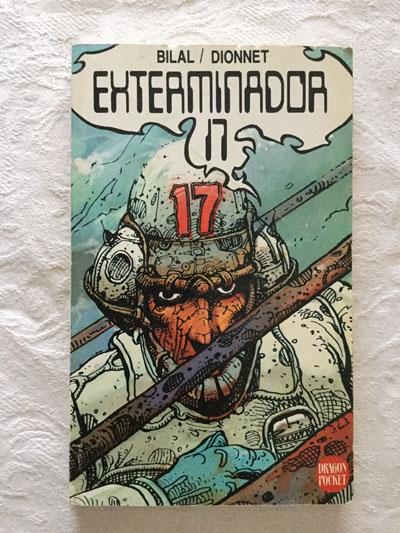 BILAL / DIONNET
EXTERMINADOR
17
17
DRAGON
POCKET